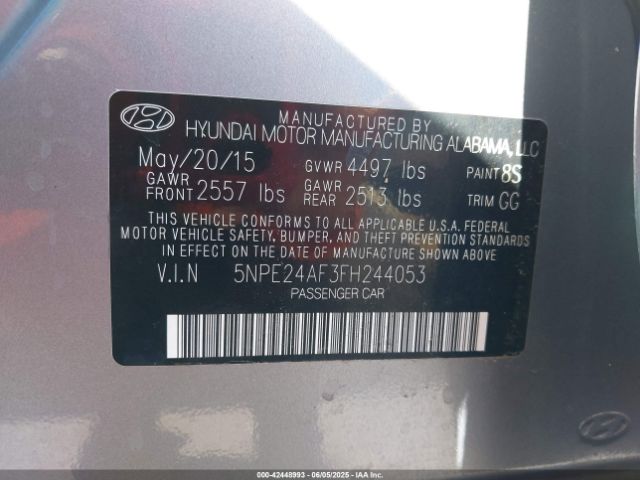 MANUFACTURED BY
HYUNDAI MOTOR MANUFACTURING ALABAMA, LLC
May/20/15 GVWR 4497 lbs PAINT 8S
GAWR FRONT 2557 lbs GAWR REAR 2513 lbs TRIM GG
THIS VEHICLE CONFORMS TO ALL APPLICABLE U.S.A. FEDERAL
MOTOR VEHICLE SAFETY, BUMPER, AND THEFT PREVENTION STANDARDS
IN EFFECT ON THE DATE OF MANUFACTURE SHOWN ABOVE.
V.I.N 5NPE24AF3FH244053
PASSENGER CAR
000-42448993 - 06/05/2025 - IAAI.COM